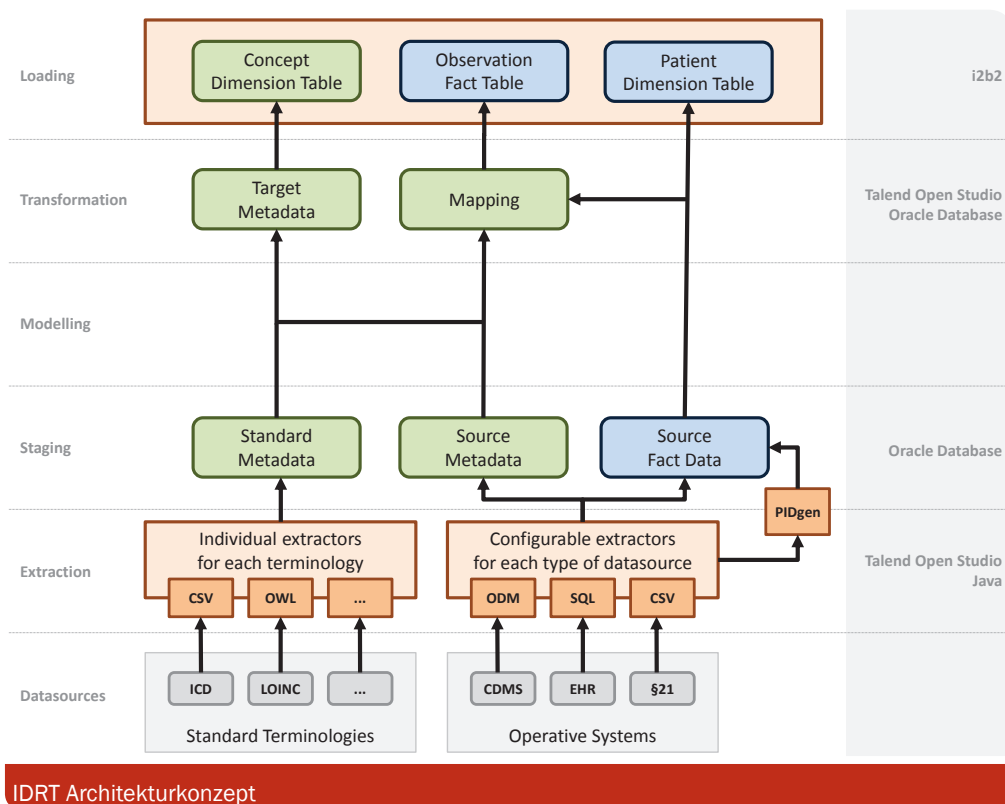 Loading
Concept
Dimension Table
Observation
Fact Table
Patient
Dimension Table
i2b2
Transformation
Target
Metadata
Mapping
Talend Open Studio
Oracle Database
Modelling
Staging
Standard
Metadata
Source
Metadata
Source
Fact Data
Oracle Database
PIDgen
Extraction
Individual extractors
for each terminology
CSV
OWL
...
Configurable extractors
for each type of datasource
ODM
SQL
CSV
Talend Open Studio
Java
Datasources
ICD
LOINC
...
Standard Terminologies
CDMS
EHR
§21
Operative Systems
IDRT Architekturkonzept